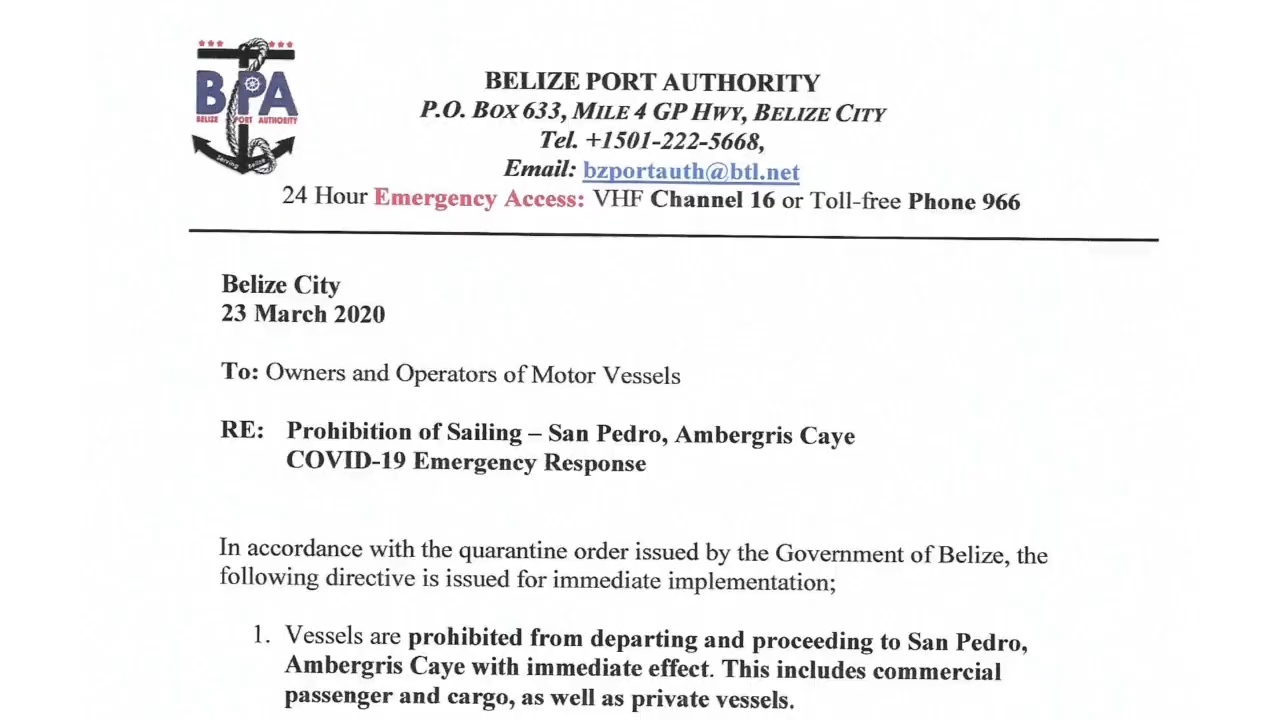 BPA
BELIZE PORT AUTHORITY
Serving Belize
BELIZE PORT AUTHORITY
P.O. BOX 633, MILE 4 GP HWY, BELIZE CITY
Tel. +1501-222-5668,
Email: bzportauth@btl.net
24 Hour Emergency Access: VHF Channel 16 or Toll-free Phone 966
Belize City
23 March 2020
To: Owners and Operators of Motor Vessels
RE: Prohibition of Sailing – San Pedro, Ambergris Caye
COVID-19 Emergency Response
In accordance with the quarantine order issued by the Government of Belize, the
following directive is issued for immediate implementation;
1. Vessels are prohibited from departing and proceeding to San Pedro,
Ambergris Caye with immediate effect. This includes commercial
passenger and cargo, as well as private vessels.